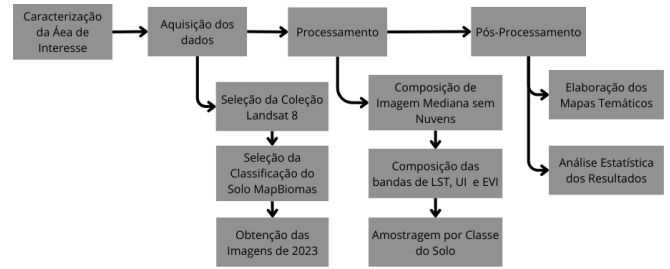 Caracterização
da Áea de
Interesse
Aquisição dos
dados
Processamento
Pós-Processamento
Seleção da Coleção
Landsat 8
Seleção da
Classificação do
Solo MapBiomas
Obtenção das
Imagens de 2023
Composição de
Imagem Mediana sem
Nuvens
Composição das
bandas de LST, UI e EVI
Amostragem por Classe
do Solo
Elaboração dos
Mapas Temáticos
Análise Estatística
dos Resultados